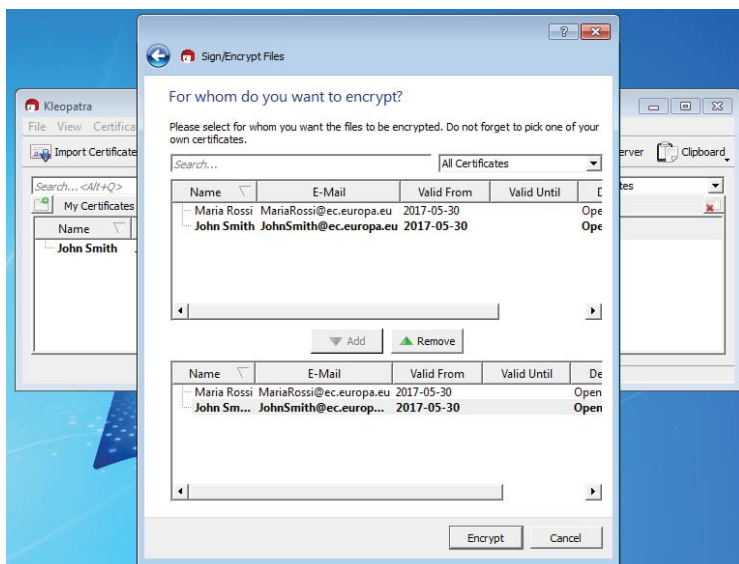 Sign/Encrypt Files
For whom do you want to encrypt?
Please select for whom you want the files to be encrypted. Do not forget to pick one of your
own certificates.
Search...
All Certificates
Name E-Mail Valid From Valid Until D
Maria Rossi MariaRossi@ec.europa.eu 2017-05-30 Ope
John Smith JohnSmith@ec.europa.eu 2017-05-30 Ope
Add Remove
Name E-Mail Valid From Valid Until De
Maria Rossi MariaRossi@ec.europa.eu 2017-05-30 Open
John Sm... JohnSmith@ec.europ... 2017-05-30 Open
Encrypt Cancel
Kleopatra
File View Certifica
Import Certificate
erver Clipboard
Search...<Alt+Q>
tes
My Certificates
Name
John Smith